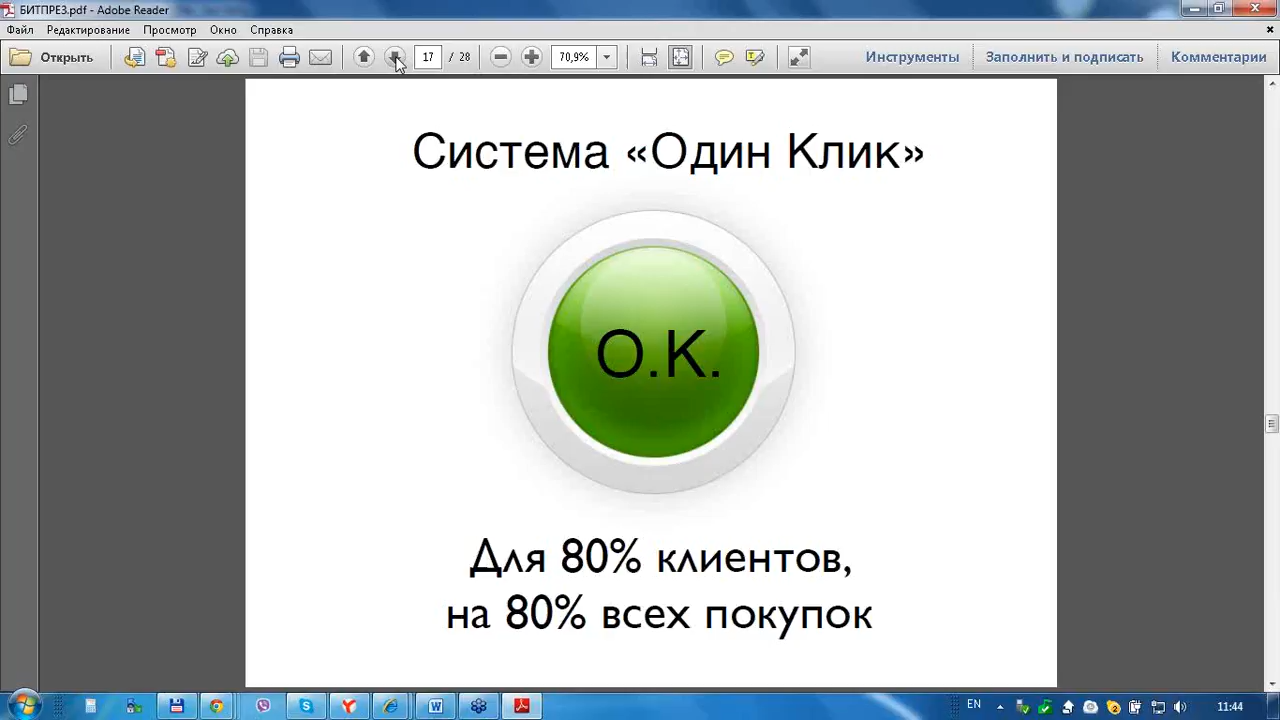 БИТПРЕЗ.pdf - Adobe Reader
Файл Редактирование Просмотр Окно Справка
Открыть 17 / 28 70,9% Инструменты Заполнить и подписать Комментарии
Система «Один Клик»
О.К.
Для 80% клиентов,
на 80% всех покупок
EN 11:44